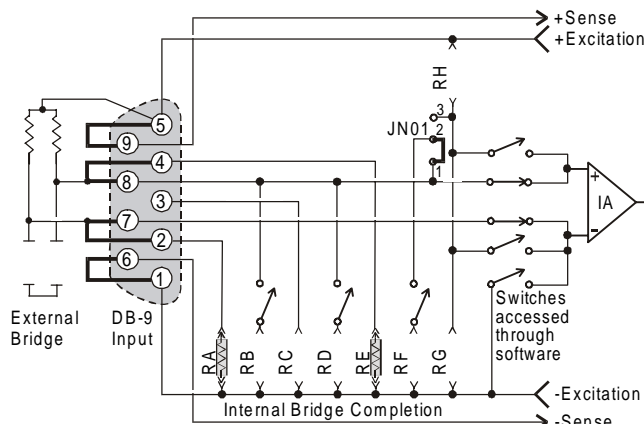 +Sense
+Excitation
RH
3
JN01
2
1
5
9
4
8
3
7
2
6
1
+
IA
-
External
Bridge
DB-9
Input
RA
RB
RC
RD
RE
RF
RG
Switches
accessed
through
software
Internal Bridge Completion
-Excitation
-Sense